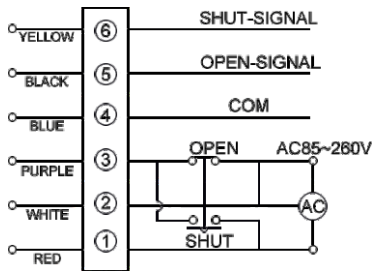 YELLOW 6 SHUT-SIGNAL
BLACK 5 OPEN-SIGNAL
BLUE 4 COM
PURPLE 3 OPEN AC85~260V
WHITE 2 AC
RED 1 SHUT